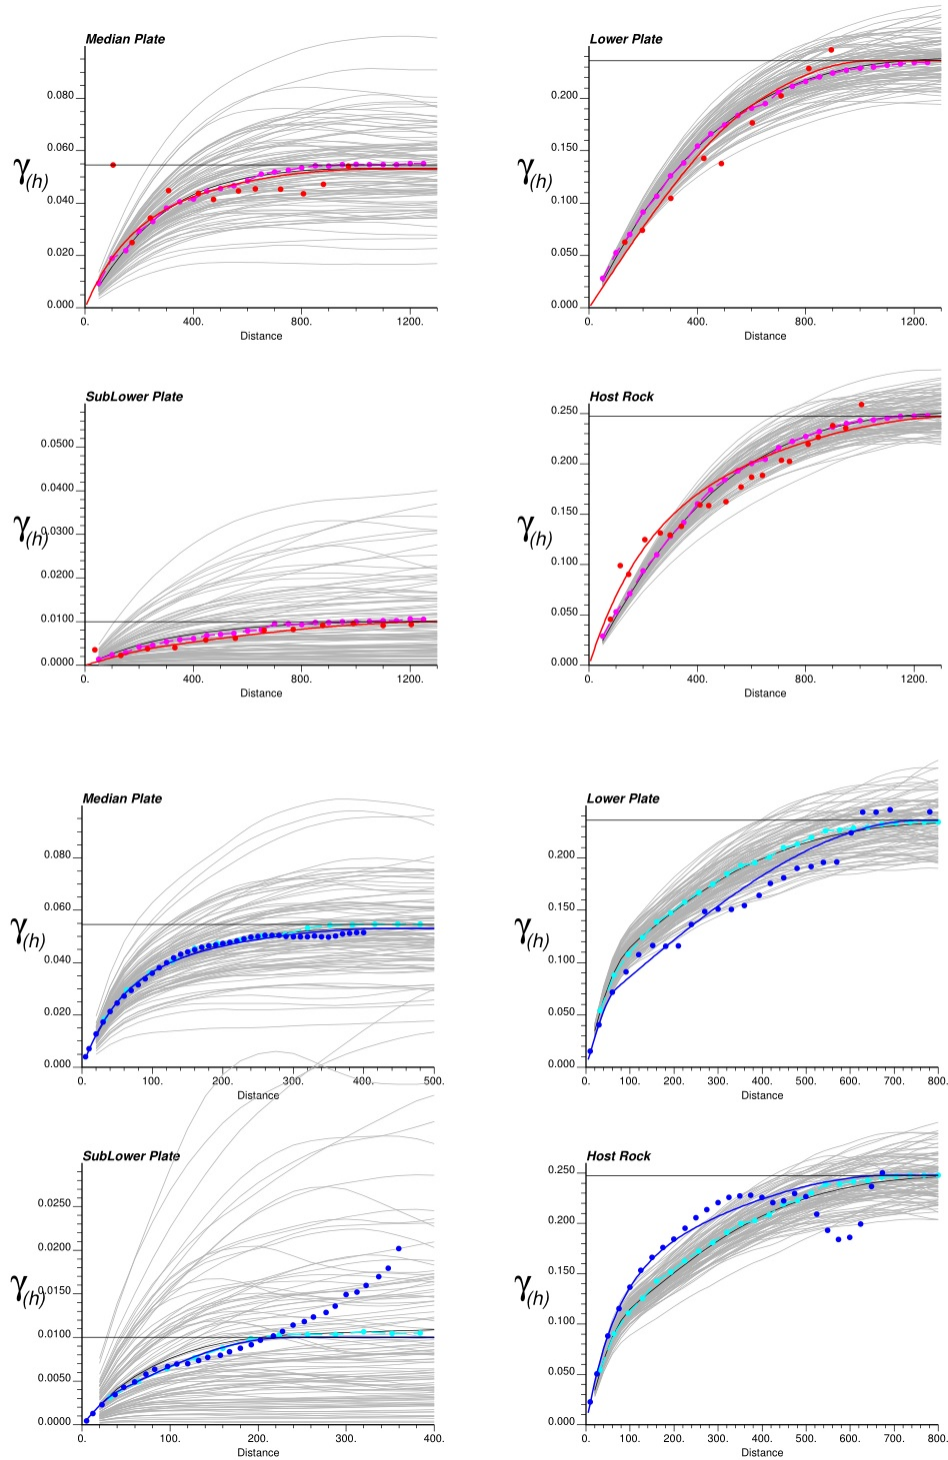 Median Plate
Lower Plate
0.080
0.060
0.040
0.020
0.000
γ(h)
0. 400. 800. 1200.
Distance
0.200
0.150
0.100
0.050
0.000
γ(h)
0. 400. 800. 1200.
Distance
SubLower Plate
Host Rock
0.0500
0.0400
0.0300
0.0200
0.0100
0.0000
γ(h)
0. 400. 800. 1200.
Distance
0.250
0.200
0.150
0.100
0.050
0.000
γ(h)
0. 400. 800. 1200.
Distance
Median Plate
Lower Plate
0.080
0.060
0.040
0.020
0.000
γ(h)
0. 100. 200. 300. 400. 500.
Distance
0.200
0.150
0.100
0.050
0.000
γ(h)
0. 100. 200. 300. 400. 500. 600. 700. 800.
Distance
SubLower Plate
Host Rock
0.0250
0.0200
0.0150
0.0100
0.0050
0.0000
γ(h)
0. 100. 200. 300. 400.
Distance
0.250
0.200
0.150
0.100
0.050
0.000
γ(h)
0. 100. 200. 300. 400. 500. 600. 700. 800.
Distance